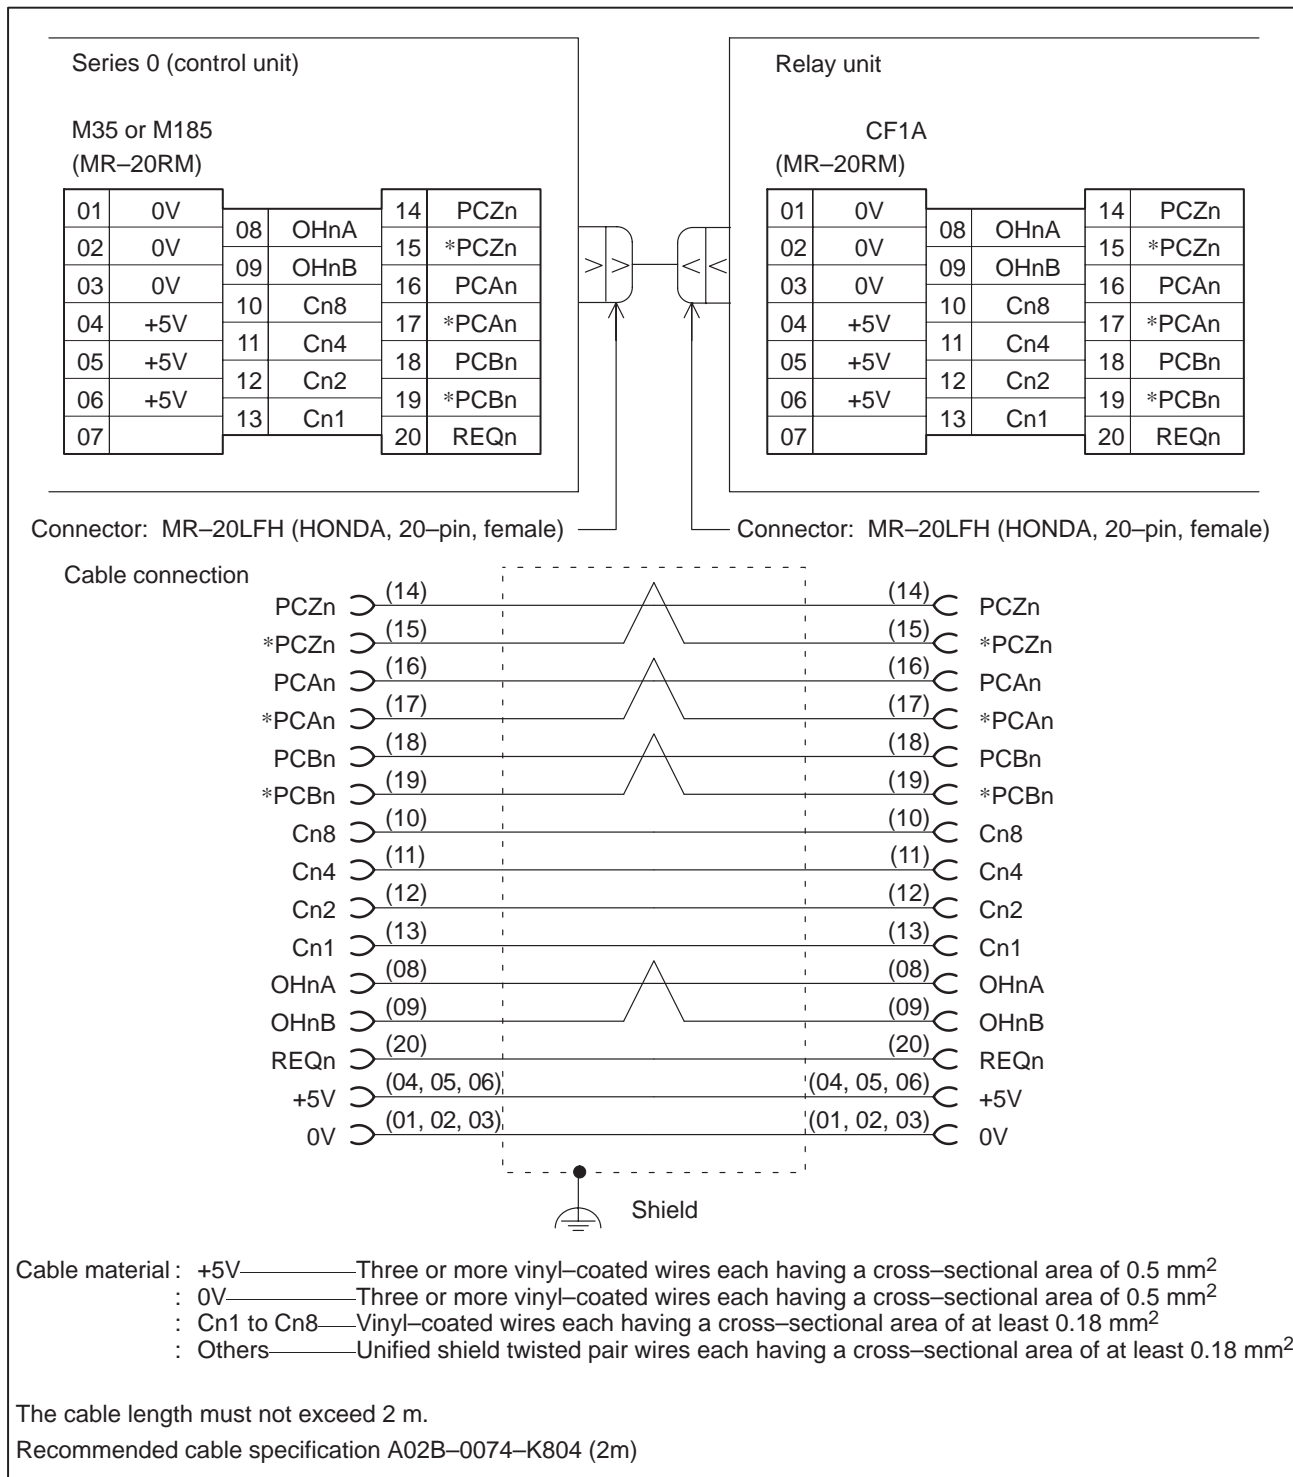 Series 0 (control unit)
Relay unit
M35 or M185
(MR–20RM)
CF1A
(MR–20RM)
01 0V
02 0V
03 0V
04 +5V
05 +5V
06 +5V
07
08 OHnA
09 OHnB
10 Cn8
11 Cn4
12 Cn2
13 Cn1
14 PCZn
15 *PCZn
16 PCAn
17 *PCAn
18 PCBn
19 *PCBn
20 REQn
01 0V
02 0V
03 0V
04 +5V
05 +5V
06 +5V
07
08 OHnA
09 OHnB
10 Cn8
11 Cn4
12 Cn2
13 Cn1
14 PCZn
15 *PCZn
16 PCAn
17 *PCAn
18 PCBn
19 *PCBn
20 REQn
Connector: MR–20LFH (HONDA, 20–pin, female)
Connector: MR–20LFH (HONDA, 20–pin, female)
Cable connection
PCZn (14) (14) PCZn
*PCZn (15) (15) *PCZn
PCAn (16) (16) PCAn
*PCAn (17) (17) *PCAn
PCBn (18) (18) PCBn
*PCBn (19) (19) *PCBn
Cn8 (10) (10) Cn8
Cn4 (11) (11) Cn4
Cn2 (12) (12) Cn2
Cn1 (13) (13) Cn1
OHnA (08) (08) OHnA
OHnB (09) (09) OHnB
REQn (20) (20) REQn
+5V (04, 05, 06) (04, 05, 06) +5V
0V (01, 02, 03) (01, 02, 03) 0V
Shield
Cable material : +5V Three or more vinyl–coated wires each having a cross–sectional area of 0.5 mm²
: 0V Three or more vinyl–coated wires each having a cross–sectional area of 0.5 mm²
: Cn1 to Cn8 Vinyl–coated wires each having a cross–sectional area of at least 0.18 mm²
: Others Unified shield twisted pair wires each having a cross–sectional area of at least 0.18 mm²
The cable length must not exceed 2 m.
Recommended cable specification A02B–0074–K804 (2m)